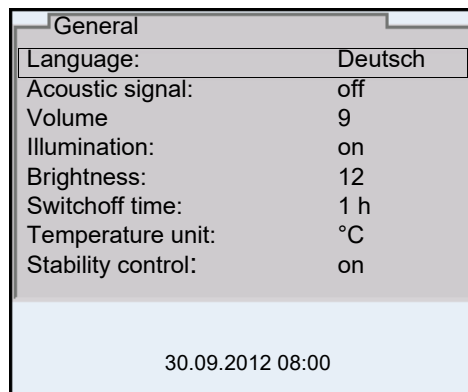 General
Language: Deutsch
Acoustic signal: off
Volume 9
Illumination: on
Brightness: 12
Switchoff time: 1 h
Temperature unit: °C
Stability control: on
30.09.2012 08:00